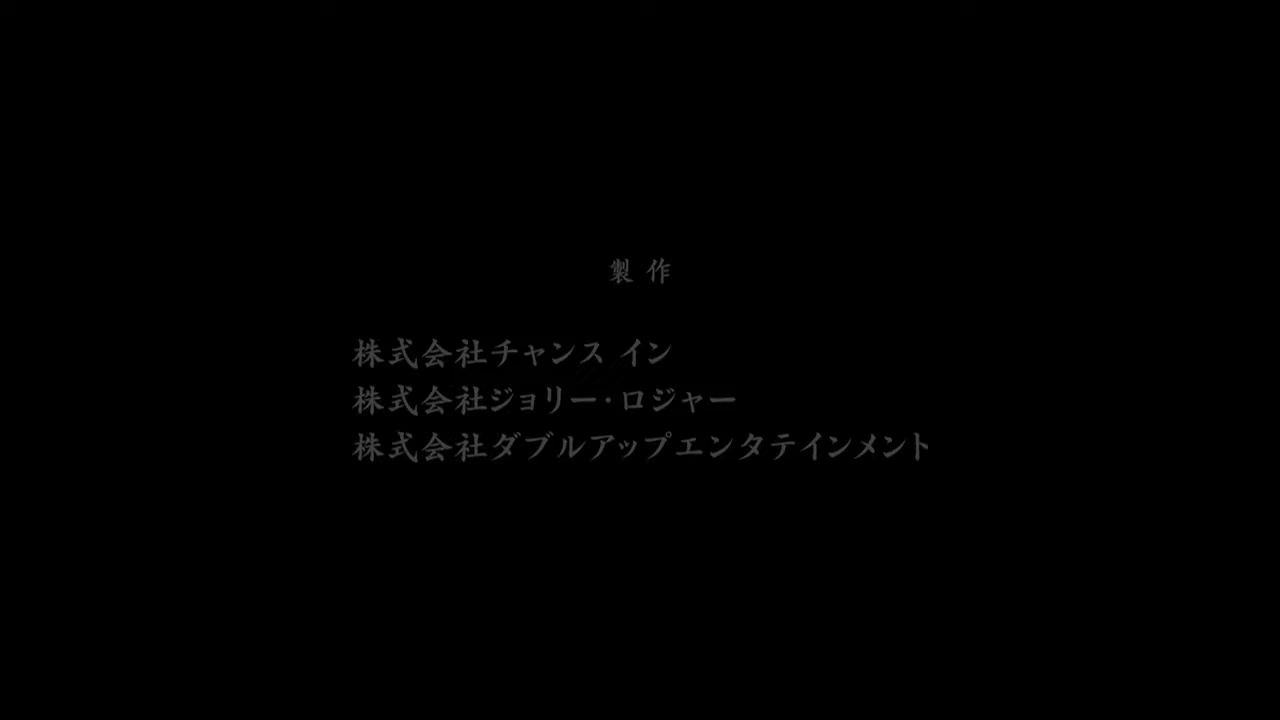 製作
株式会社チャンス イン
株式会社ジョリー・ロジャー
株式会社ダブルアップエンタテインメント